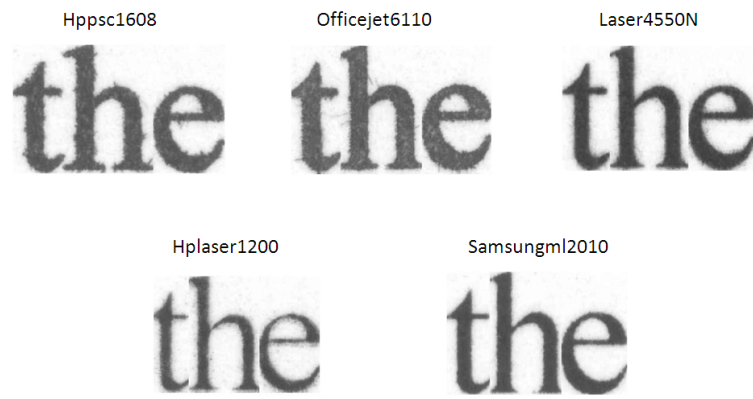 Hppsc1608 Officejet6110 Laser4550N
the the the
Hplaser1200 Samsungml2010
the the